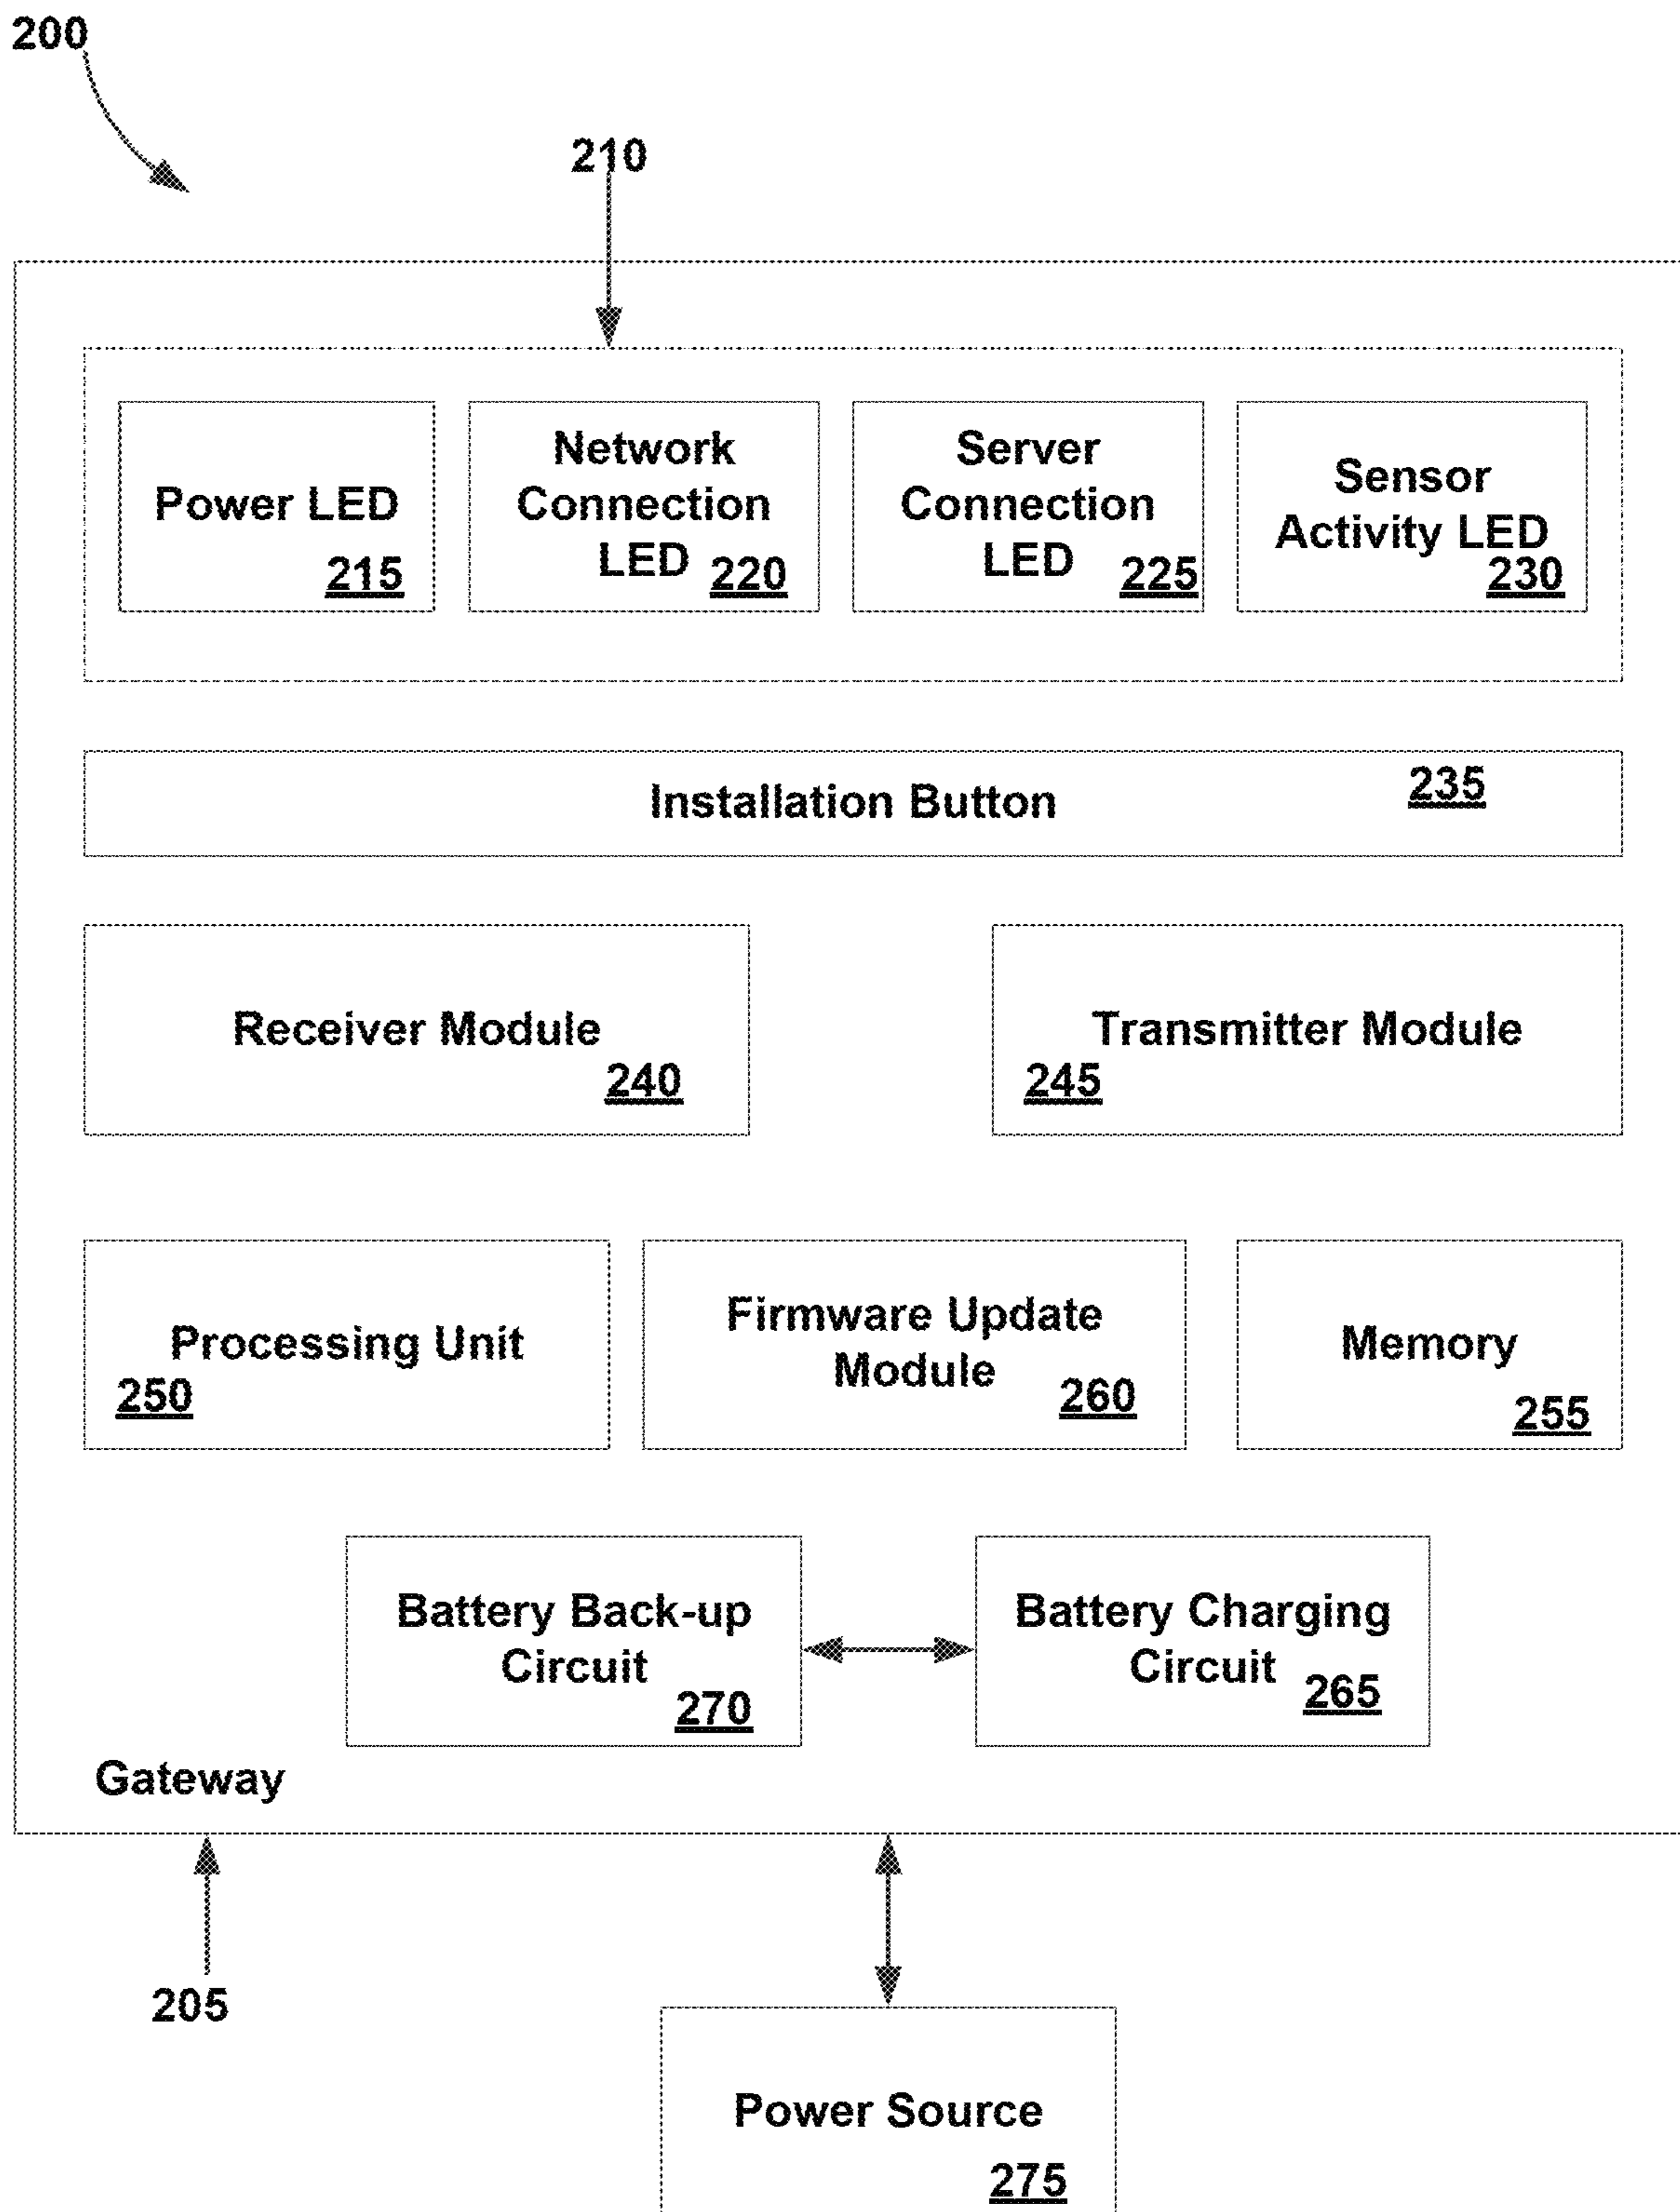 200
210
Power LED
215
Network
Connection
LED 220
Server
Connection
LED 225
Sensor
Activity LED
230
Installation Button
235
Receiver Module
240
Transmitter Module
245
Processing Unit
250
Firmware Update
Module
260
Memory
255
Battery Back-up
Circuit
270
Battery Charging
Circuit
265
Gateway
205
Power Source
275